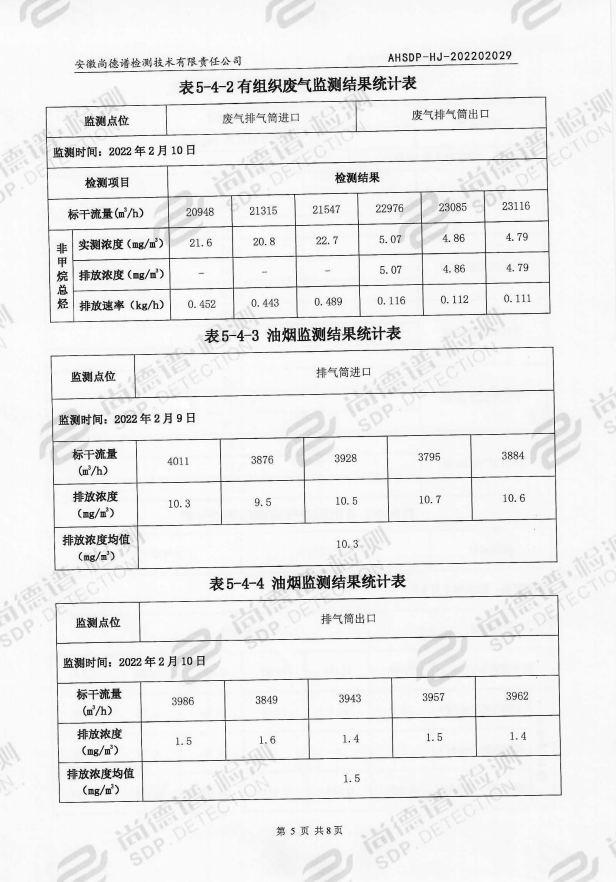 安徽尚德谱检测技术有限责任公司 AHSDP-HJ-202202029
表5-4-2 有组织废气监测结果统计表
监测点位 废气排气筒进口 废气排气筒出口
监测时间：2022 年 2 月 10 日
检测项目 检测结果
标干流量(m³/h) 20948 21315 21547 22976 23085 23116
非甲烷总烃
实测浓度（mg/m³） 21.6 20.8 22.7 5.07 4.86 4.79
排放浓度（mg/m³） － － － 5.07 4.86 4.79
排放速率（kg/h） 0.452 0.443 0.489 0.116 0.112 0.111
表5-4-3 油烟监测结果统计表
监测点位 排气筒进口
监测时间：2022 年 2 月 9 日
标干流量（m³/h） 4011 3876 3928 3795 3884
排放浓度（mg/m³） 10.3 9.5 10.5 10.7 10.6
排放浓度均值（mg/m³） 10.3
表5-4-4 油烟监测结果统计表
监测点位 排气筒出口
监测时间：2022 年 2 月 10 日
标干流量（m³/h） 3986 3849 3943 3957 3962
排放浓度（mg/m³） 1.5 1.6 1.4 1.5 1.4
排放浓度均值（mg/m³） 1.5
第 5 页 共 8 页
尚德谱·检测
SDP.DETECTION